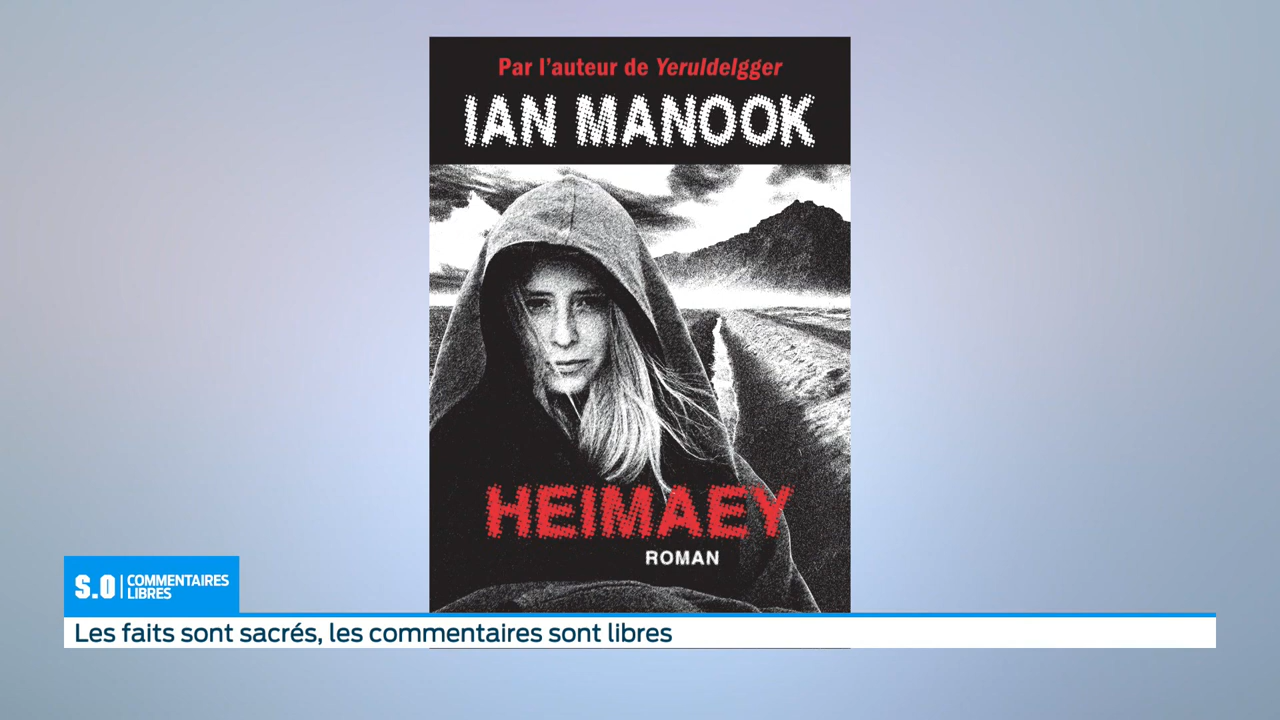 Par l'auteur de Yeruldelgger
IAN MANOOK
HEIMAEY
ROMAN
S.O
COMMENTAIRES
LIBRES
Les faits sont sacrés, les commentaires sont libres